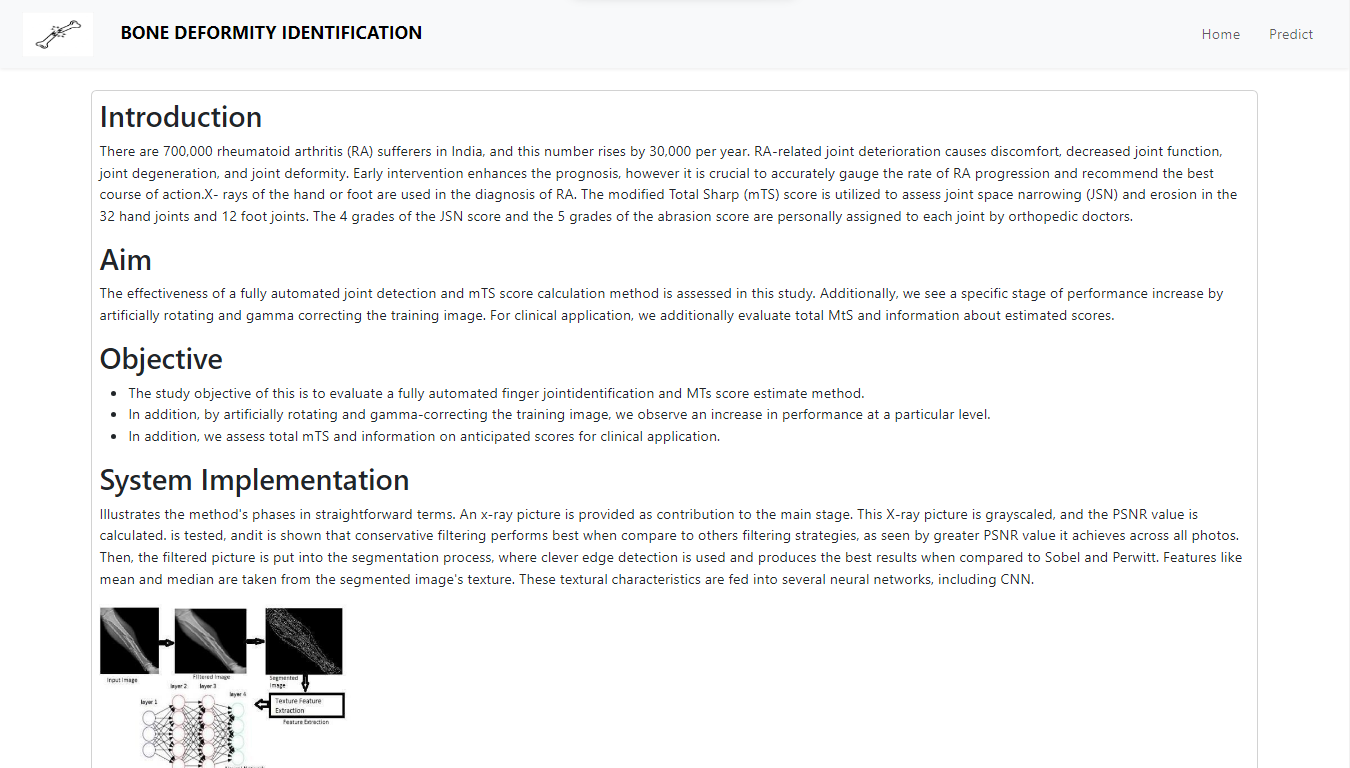 BONE DEFORMITY IDENTIFICATION
Home
Predict
Introduction
There are 700,000 rheumatoid arthritis (RA) sufferers in India, and this number rises by 30,000 per year. RA-related joint deterioration causes discomfort, decreased joint function,
joint degeneration, and joint deformity. Early intervention enhances the prognosis, however it is crucial to accurately gauge the rate of RA progression and recommend the best
course of action.X- rays of the hand or foot are used in the diagnosis of RA. The modified Total Sharp (mTS) score is utilized to assess joint space narrowing (JSN) and erosion in the
32 hand joints and 12 foot joints. The 4 grades of the JSN score and the 5 grades of the abrasion score are personally assigned to each joint by orthopedic doctors.
Aim
The effectiveness of a fully automated joint detection and mTS score calculation method is assessed in this study. Additionally, we see a specific stage of performance increase by
artificially rotating and gamma correcting the training image. For clinical application, we additionally evaluate total MtS and information about estimated scores.
Objective
• The study objective of this is to evaluate a fully automated finger jointidentification and MTs score estimate method.
• In addition, by artificially rotating and gamma-correcting the training image, we observe an increase in performance at a particular level.
• In addition, we assess total mTS and information on anticipated scores for clinical application.
System Implementation
Illustrates the method's phases in straightforward terms. An x-ray picture is provided as contribution to the main stage. This X-ray picture is grayscaled, and the PSNR value is
calculated. is tested, andit is shown that conservative filtering performs best when compare to others filtering strategies, as seen by greater PSNR value it achieves across all photos.
Then, the filtered picture is put into the segmentation process, where clever edge detection is used and produces the best results when compared to Sobel and Perwitt. Features like
mean and median are taken from the segmented image's texture. These textural characteristics are fed into several neural networks, including CNN.
Input Image
Filtered Image
Segmented
Image
layer 1
layer 2
layer 3
layer 4
Texture Feature
Extraction
Feature Extraction